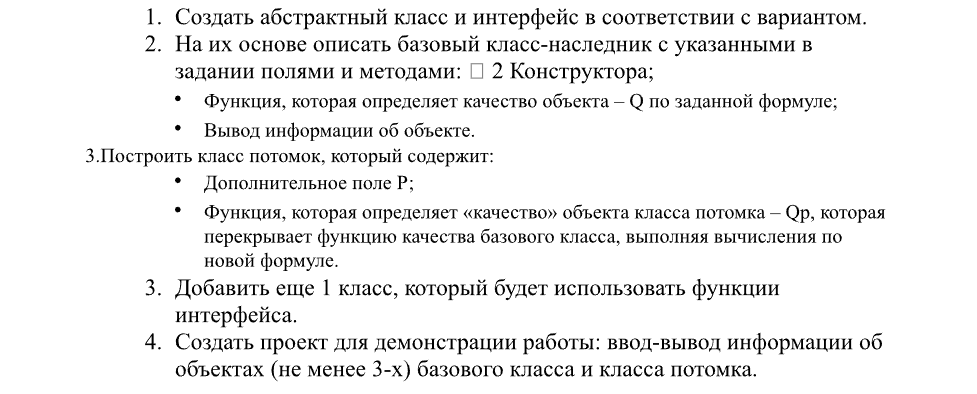 1. Создать абстрактный класс и интерфейс в соответствии с вариантом.
2. На их основе описать базовый класс-наследник с указанными в
задании полями и методами: □ 2 Конструктора;
• Функция, которая определяет качество объекта – Q по заданной формуле;
• Вывод информации об объекте.
3.Построить класс потомок, который содержит:
• Дополнительное поле P;
• Функция, которая определяет «качество» объекта класса потомка – Qp, которая
перекрывает функцию качества базового класса, выполняя вычисления по
новой формуле.
3. Добавить еще 1 класс, который будет использовать функции
интерфейса.
4. Создать проект для демонстрации работы: ввод-вывод информации об
объектах (не менее 3-х) базового класса и класса потомка.